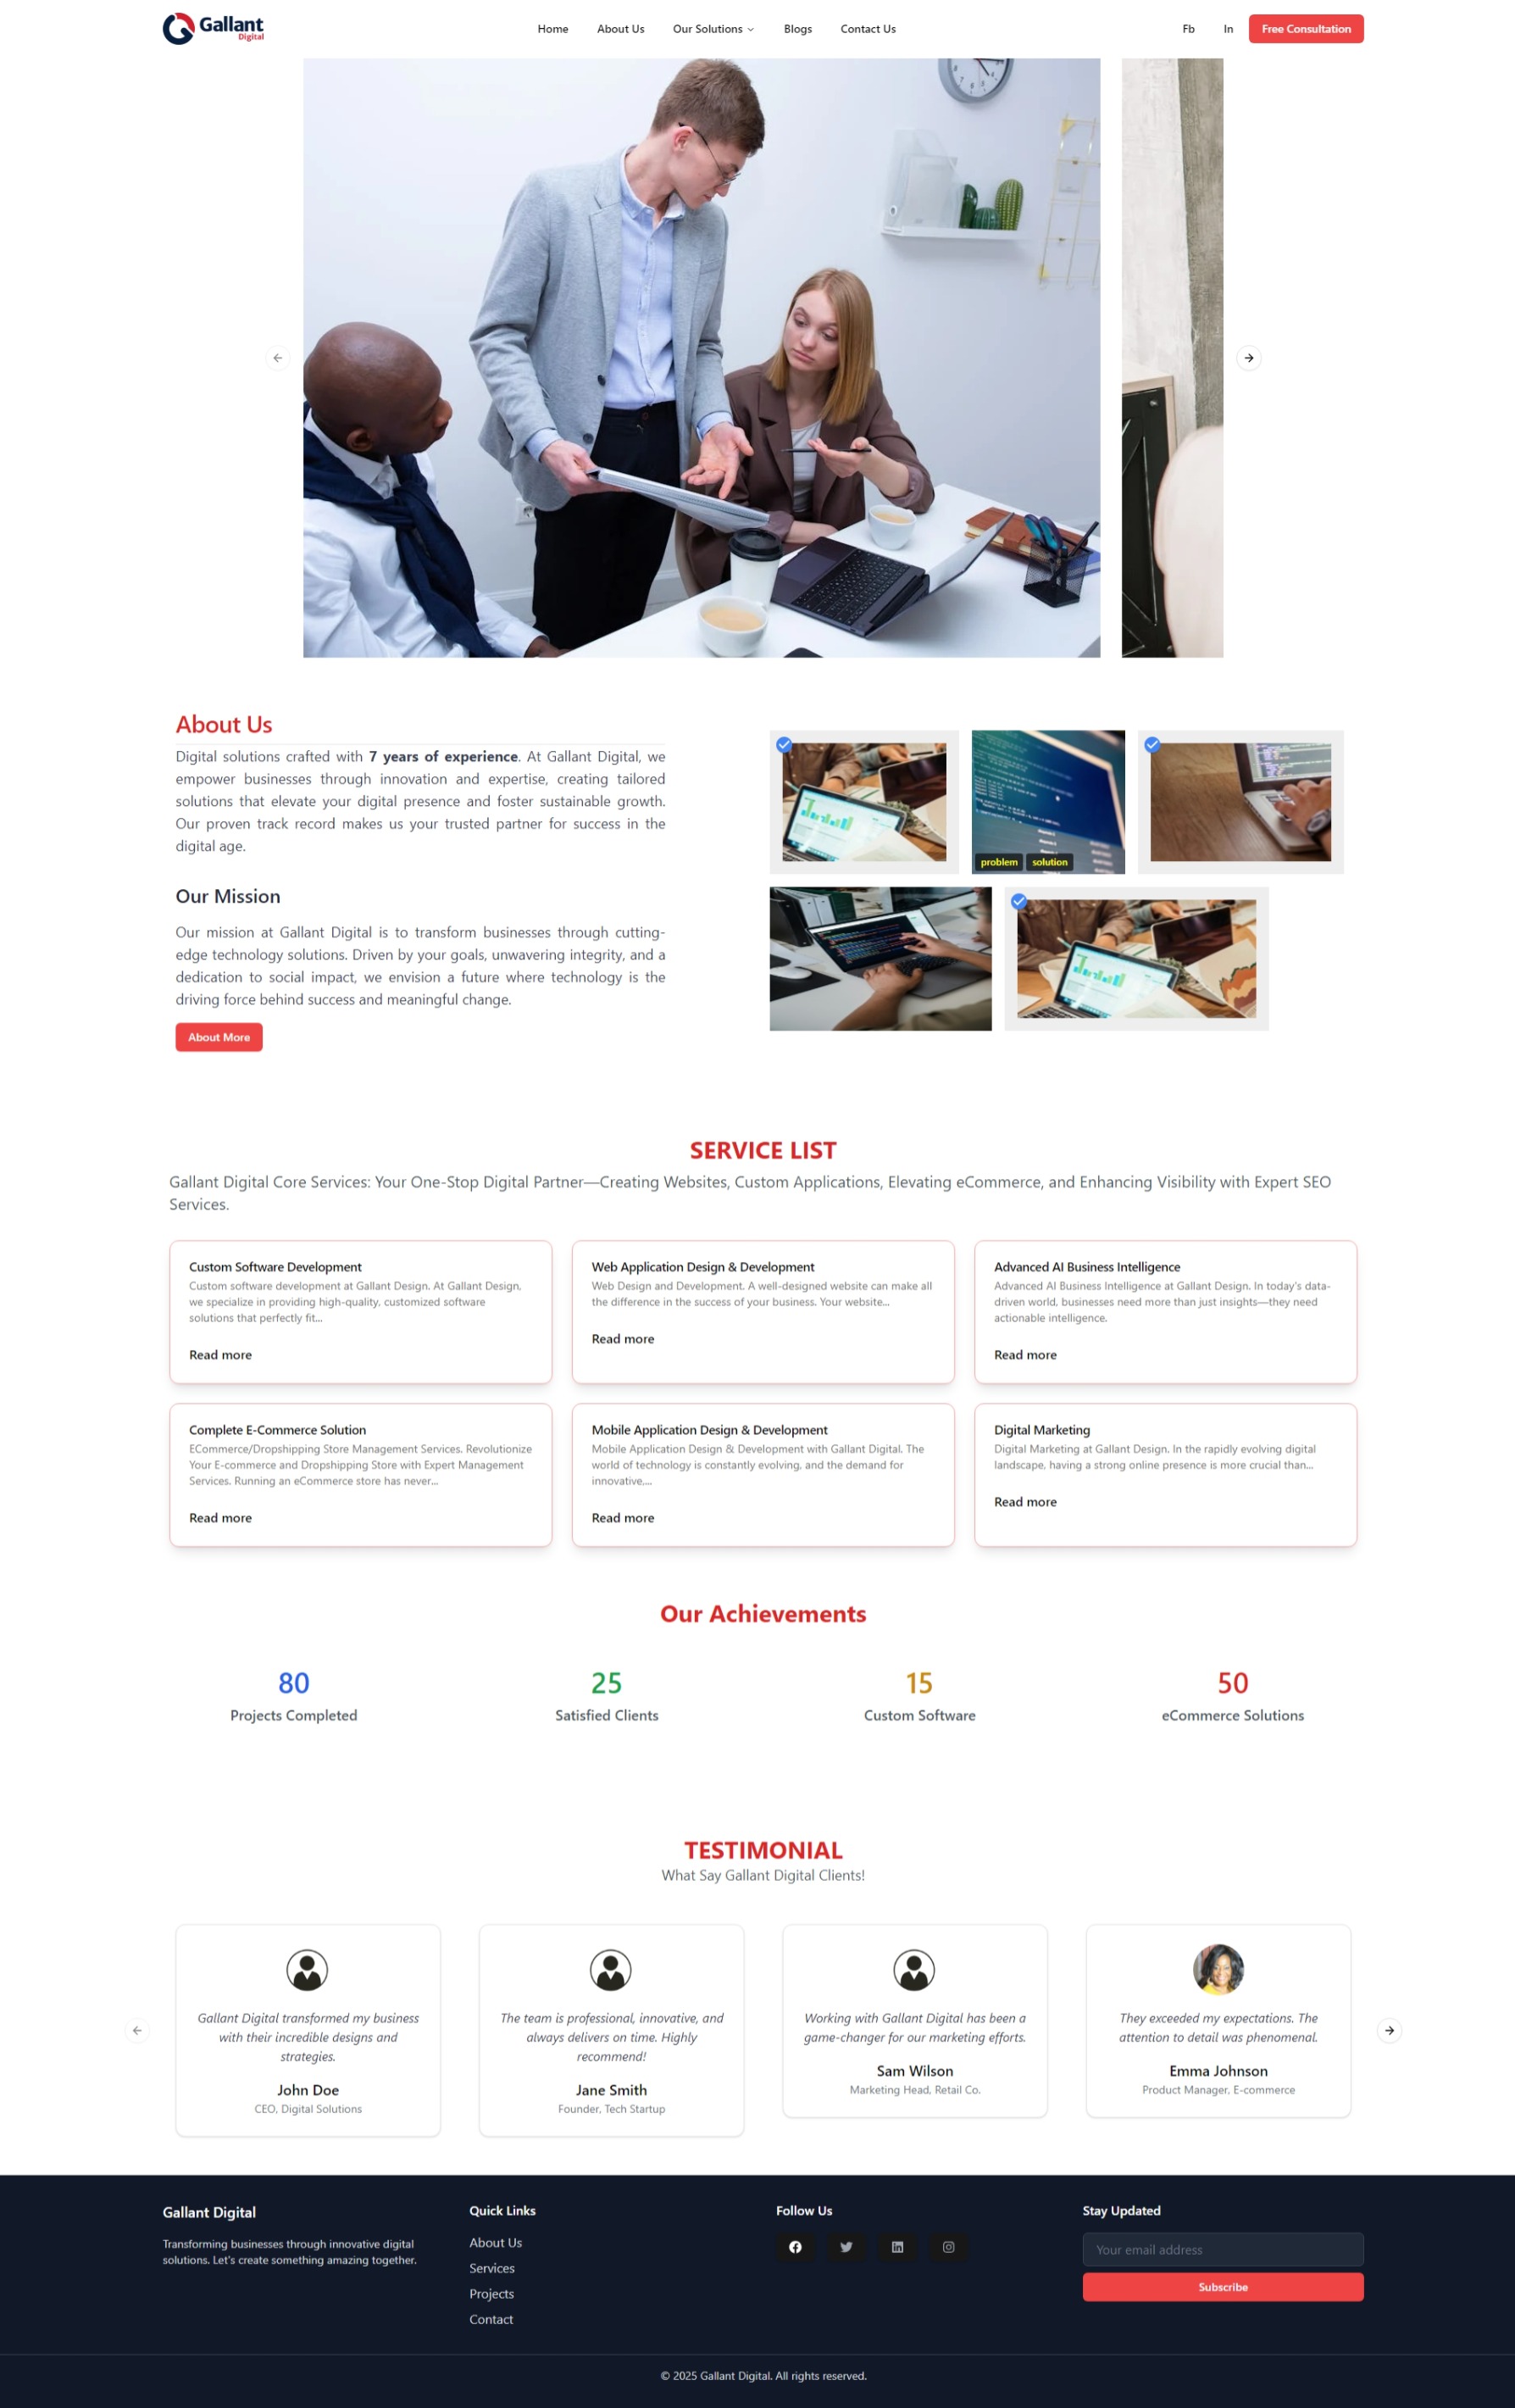 Gallant
Digital
Home
About Us
Our Solutions
Blogs
Contact Us
Fb
In
Free Consultation
About Us
Digital solutions crafted with 7 years of experience. At Gallant Digital, we
empower businesses through innovation and expertise, creating tailored
solutions that elevate your digital presence and foster sustainable growth.
Our proven track record makes us your trusted partner for success in the
digital age.
Our Mission
Our mission at Gallant Digital is to transform businesses through cutting-
edge technology solutions. Driven by your goals, unwavering integrity, and a
dedication to social impact, we envision a future where technology is the
driving force behind success and meaningful change.
About More
problem
solution
SERVICE LIST
Gallant Digital Core Services: Your One-Stop Digital Partner—Creating Websites, Custom Applications, Elevating eCommerce, and Enhancing Visibility with Expert SEO
Services.
Custom Software Development
Custom software development at Gallant Design. At Gallant Design,
we specialize in providing high-quality, customized software
solutions that perfectly fit...
Read more
Web Application Design & Development
Web Design and Development. A well-designed website can make all
the difference in the success of your business. Your website...
Read more
Advanced AI Business Intelligence
Advanced AI Business Intelligence at Gallant Design. In today's data-
driven world, businesses need more than just insights—they need
actionable intelligence.
Read more
Complete E-Commerce Solution
ECommerce/Dropshipping Store Management Services. Revolutionize
Your E-commerce and Dropshipping Store with Expert Management
Services. Running an eCommerce store has never...
Read more
Mobile Application Design & Development
Mobile Application Design & Development with Gallant Digital. The
world of technology is constantly evolving, and the demand for
innovative,...
Read more
Digital Marketing
Digital Marketing at Gallant Design. In the rapidly evolving digital
landscape, having a strong online presence is more crucial than...
Read more
Our Achievements
80
Projects Completed
25
Satisfied Clients
15
Custom Software
50
eCommerce Solutions
TESTIMONIAL
What Say Gallant Digital Clients!
Gallant Digital transformed my business
with their incredible designs and
strategies.
John Doe
CEO, Digital Solutions
The team is professional, innovative, and
always delivers on time. Highly
recommend!
Jane Smith
Founder, Tech Startup
Working with Gallant Digital has been a
game-changer for our marketing efforts.
Sam Wilson
Marketing Head, Retail Co.
They exceeded my expectations. The
attention to detail was phenomenal.
Emma Johnson
Product Manager, E-commerce
Gallant Digital
Transforming businesses through innovative digital
solutions. Let's create something amazing together.
Quick Links
About Us
Services
Projects
Contact
Follow Us
Stay Updated
Your email address
Subscribe
© 2025 Gallant Digital. All rights reserved.